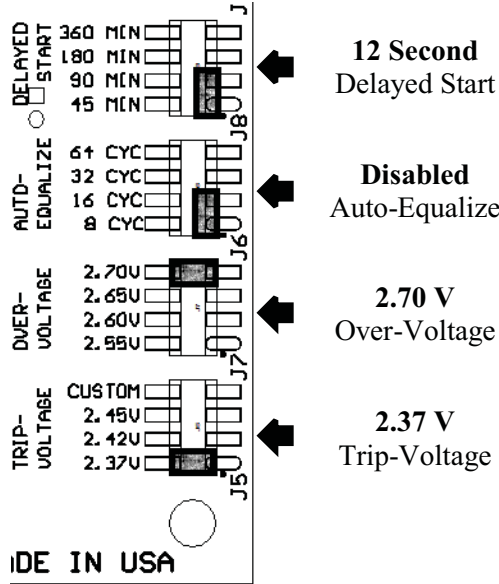 DELAYED
START
360 MIN
180 MIN
90 MIN
45 MIN
J
12 Second
Delayed Start
J8
AUTO-
EQUALIZE
64 CYC
32 CYC
16 CYC
8 CYC
Disabled
Auto-Equalize
J6
OVER-
VOLTAGE
2.70V
2.65V
2.60V
2.55V
2.70 V
Over-Voltage
J7
TRIP-
VOLTAGE
CUSTOM
2.45V
2.42V
2.37V
2.37 V
Trip-Voltage
J5
ADE IN USA